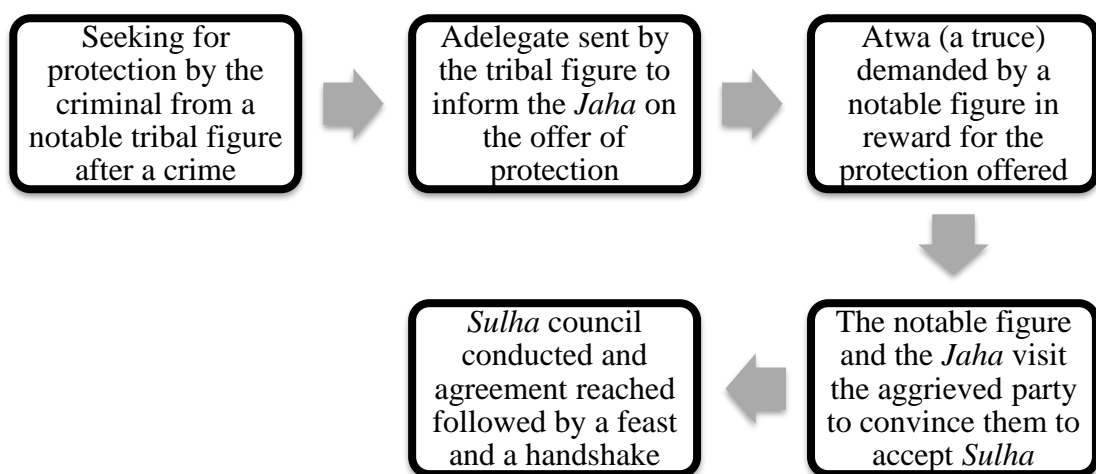 Seeking for
protection by the
criminal from a
notable tribal figure
after a crime
Adelegate sent by
the tribal figure to
inform the Jaha on
the offer of
protection
Atwa (a truce)
demanded by a
notable figure in
reward for the
protection offered
The notable figure
and the Jaha visit
the aggrieved party
to convince them to
accept Sulha
Sulha council
conducted and
agreement reached
followed by a feast
and a handshake